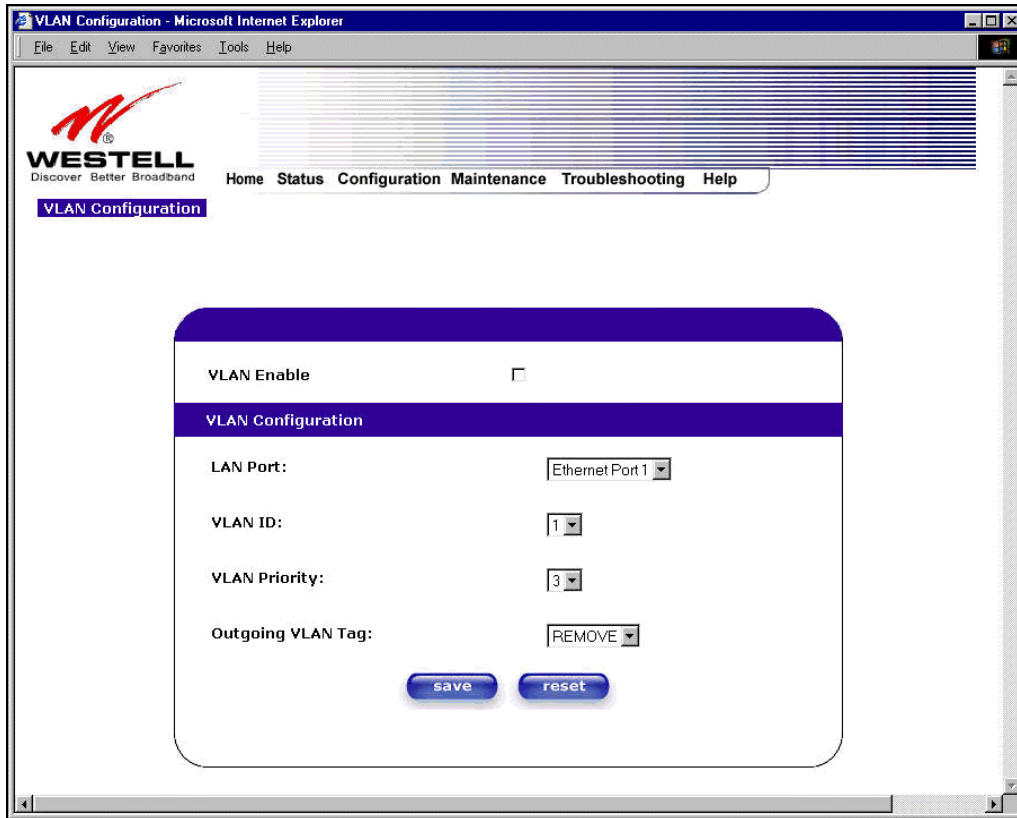 VLAN Configuration - Microsoft Internet Explorer
File Edit View Favorites Tools Help
®
WESTELL
Discover Better Broadband
Home Status Configuration Maintenance Troubleshooting Help
VLAN Configuration
VLAN Enable
VLAN Configuration
LAN Port: Ethernet Port 1
VLAN ID: 1
VLAN Priority: 3
Outgoing VLAN Tag: REMOVE
save reset